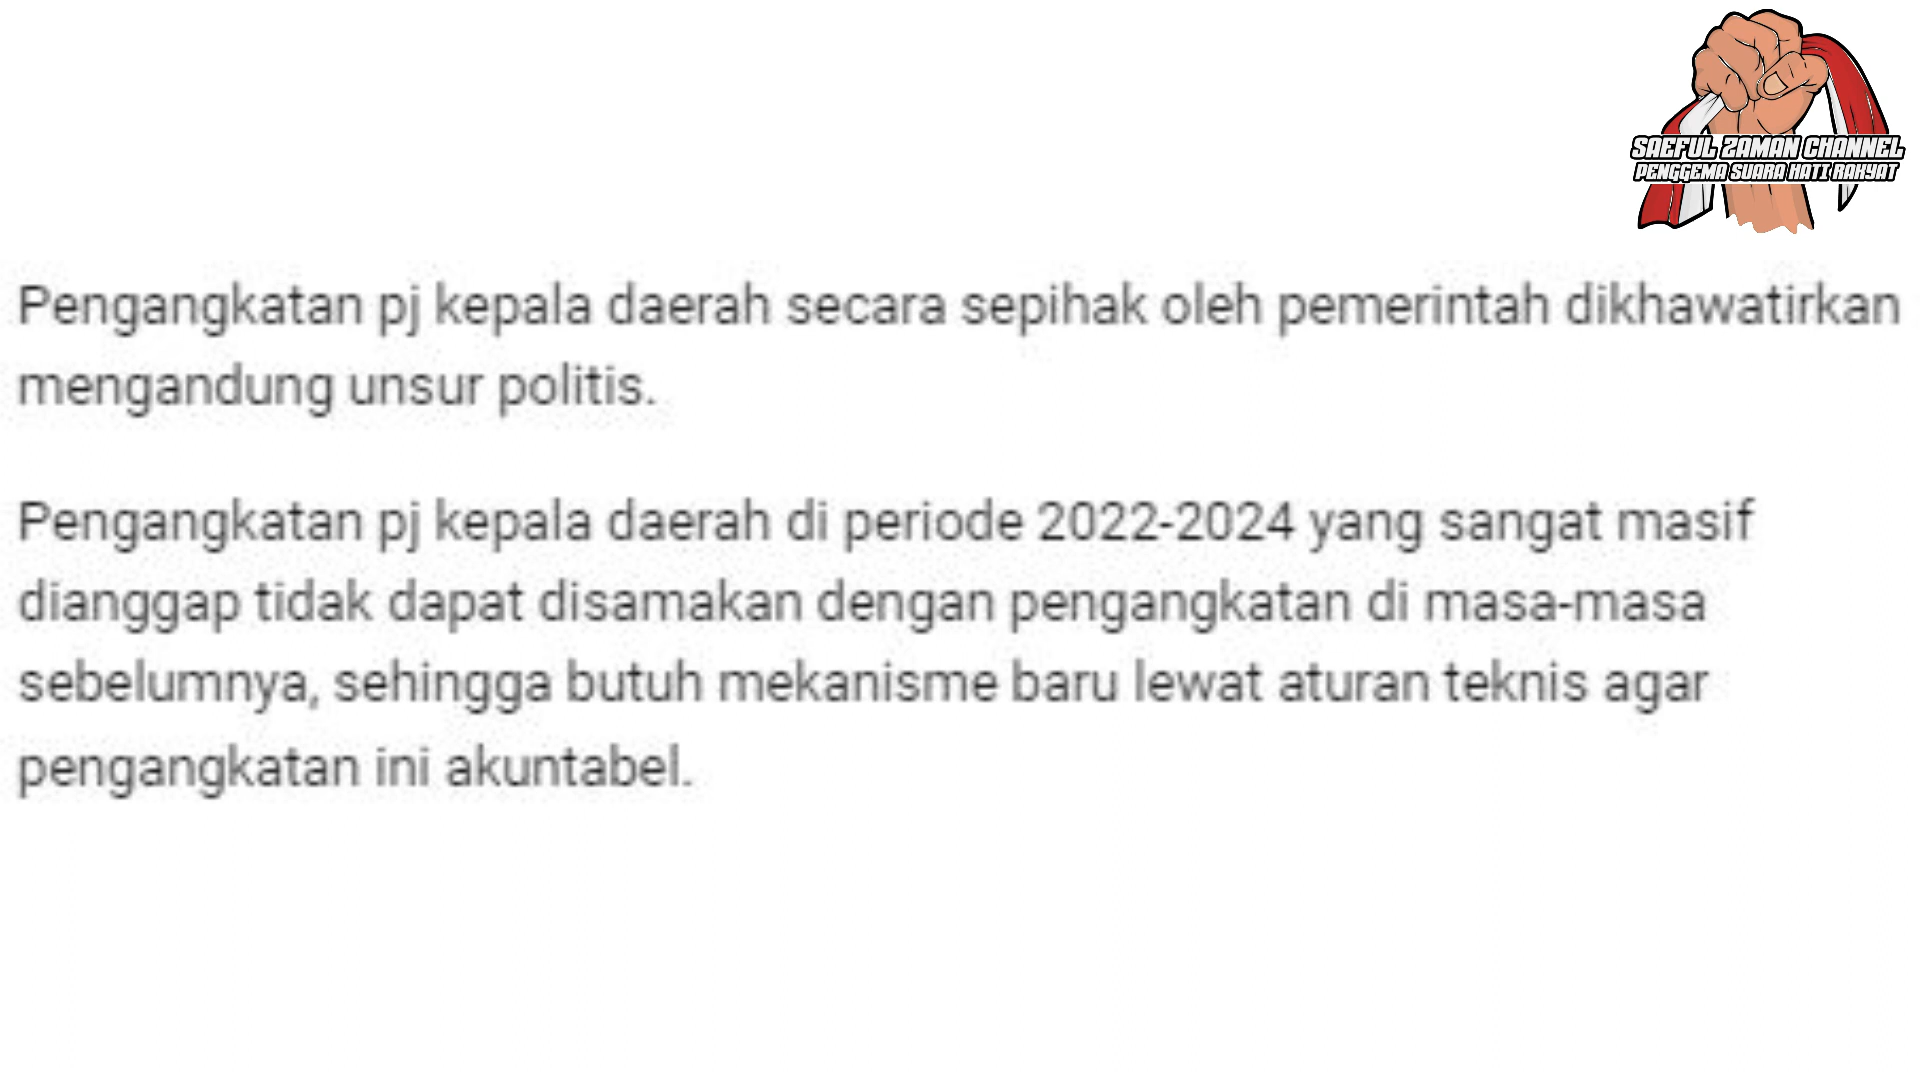 SAEFUL ZAMAN CHANNEL
PENGGEMA SUARA HATI RAKYAT
Pengangkatan pj kepala daerah secara sepihak oleh pemerintah dikhawatirkan
mengandung unsur politis.
Pengangkatan pj kepala daerah di periode 2022-2024 yang sangat masif
dianggap tidak dapat disamakan dengan pengangkatan di masa-masa
sebelumnya, sehingga butuh mekanisme baru lewat aturan teknis agar
pengangkatan ini akuntabel.